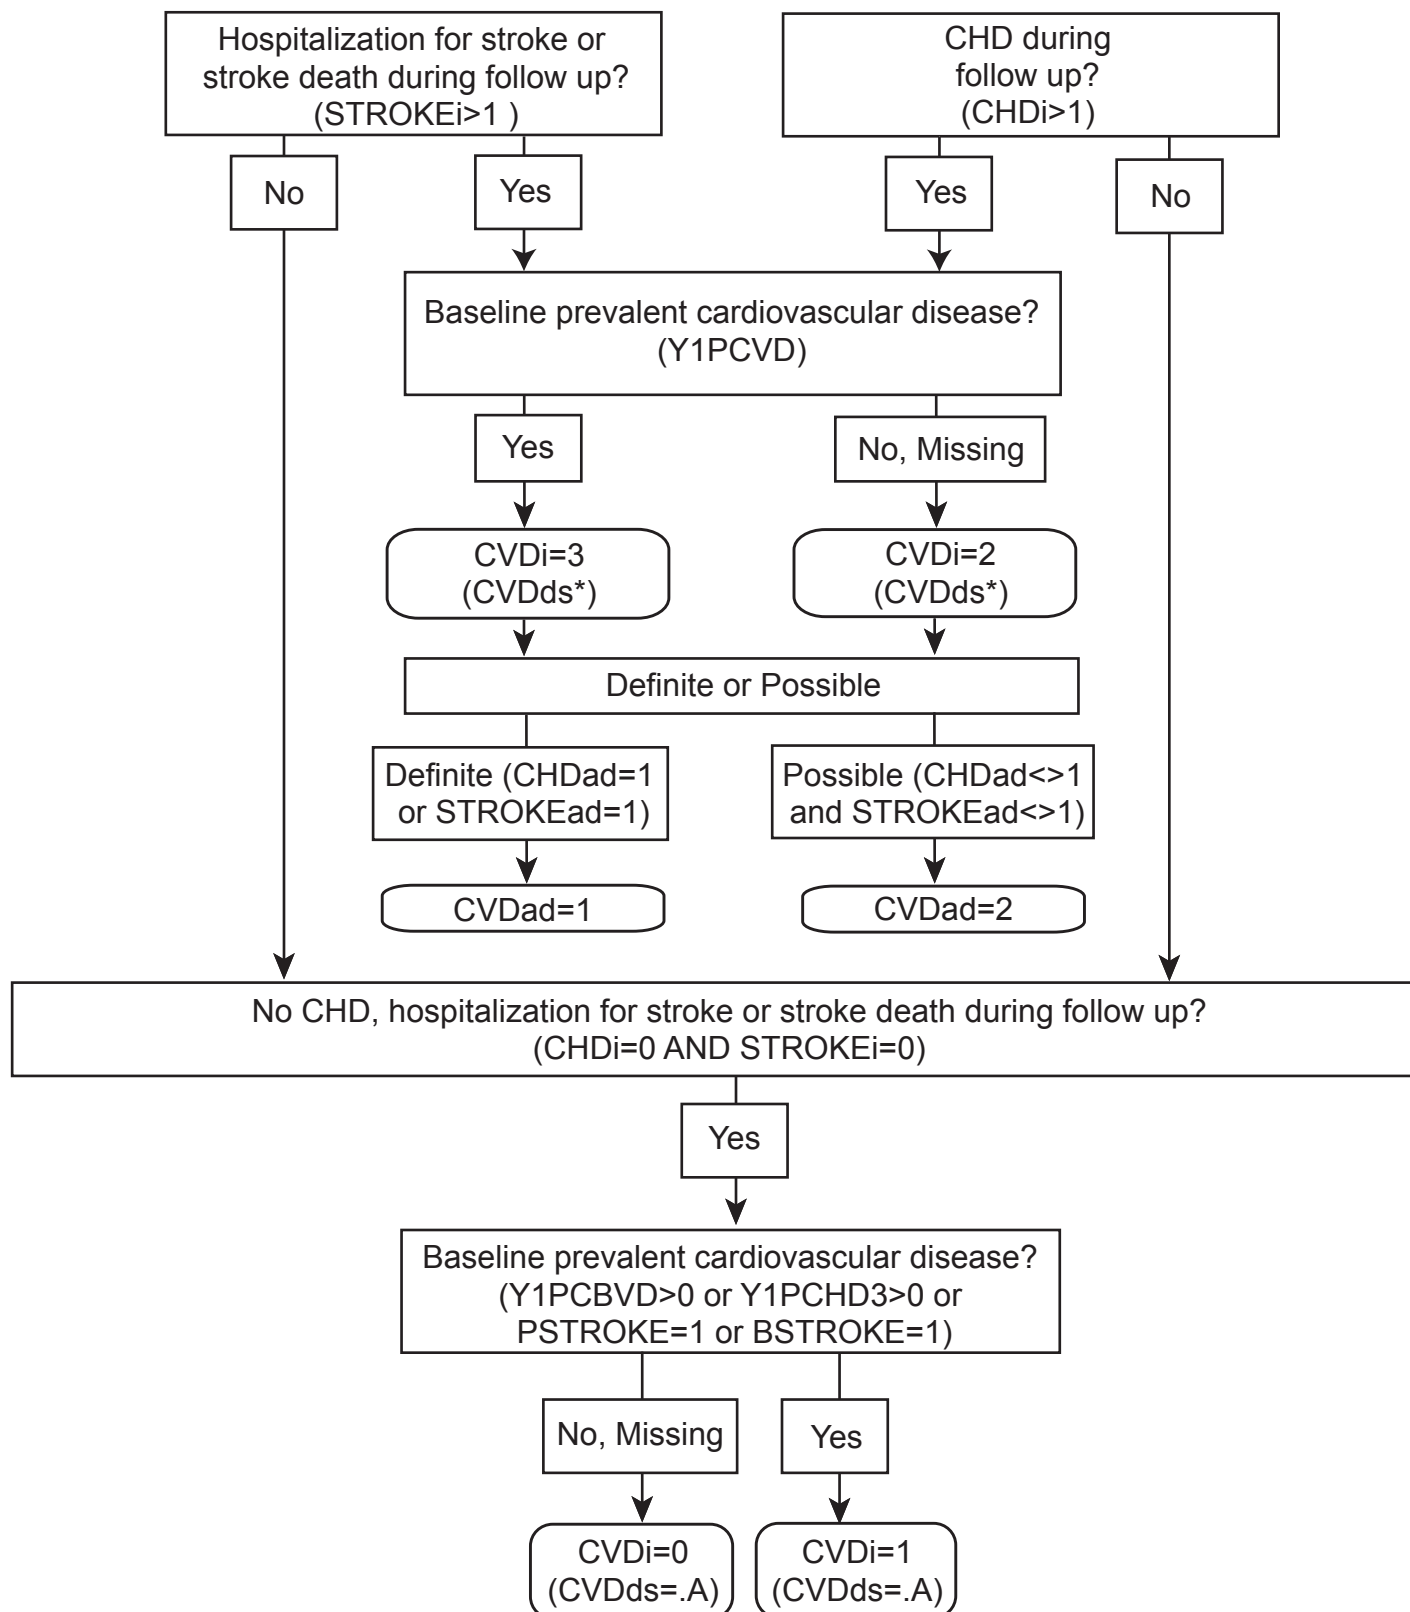 Hospitalization for stroke or
stroke death during follow up?
(STROKEi>1 )
CHD during
follow up?
(CHDi>1)
No
Yes
Yes
No
Baseline prevalent cardiovascular disease?
(Y1PCVD)
Yes
No, Missing
CVDi=3
(CVDds*)
CVDi=2
(CVDds*)
Definite or Possible
Definite (CHDad=1
or STROKEad=1)
Possible (CHDad<>1
and STROKEad<>1)
CVDad=1
CVDad=2
No CHD, hospitalization for stroke or stroke death during follow up?
(CHDi=0 AND STROKEi=0)
Yes
Baseline prevalent cardiovascular disease?
(Y1PCBVD>0 or Y1PCHD3>0 or
PSTROKE=1 or BSTROKE=1)
No, Missing
Yes
CVDi=0
(CVDds=.A)
CVDi=1
(CVDds=.A)